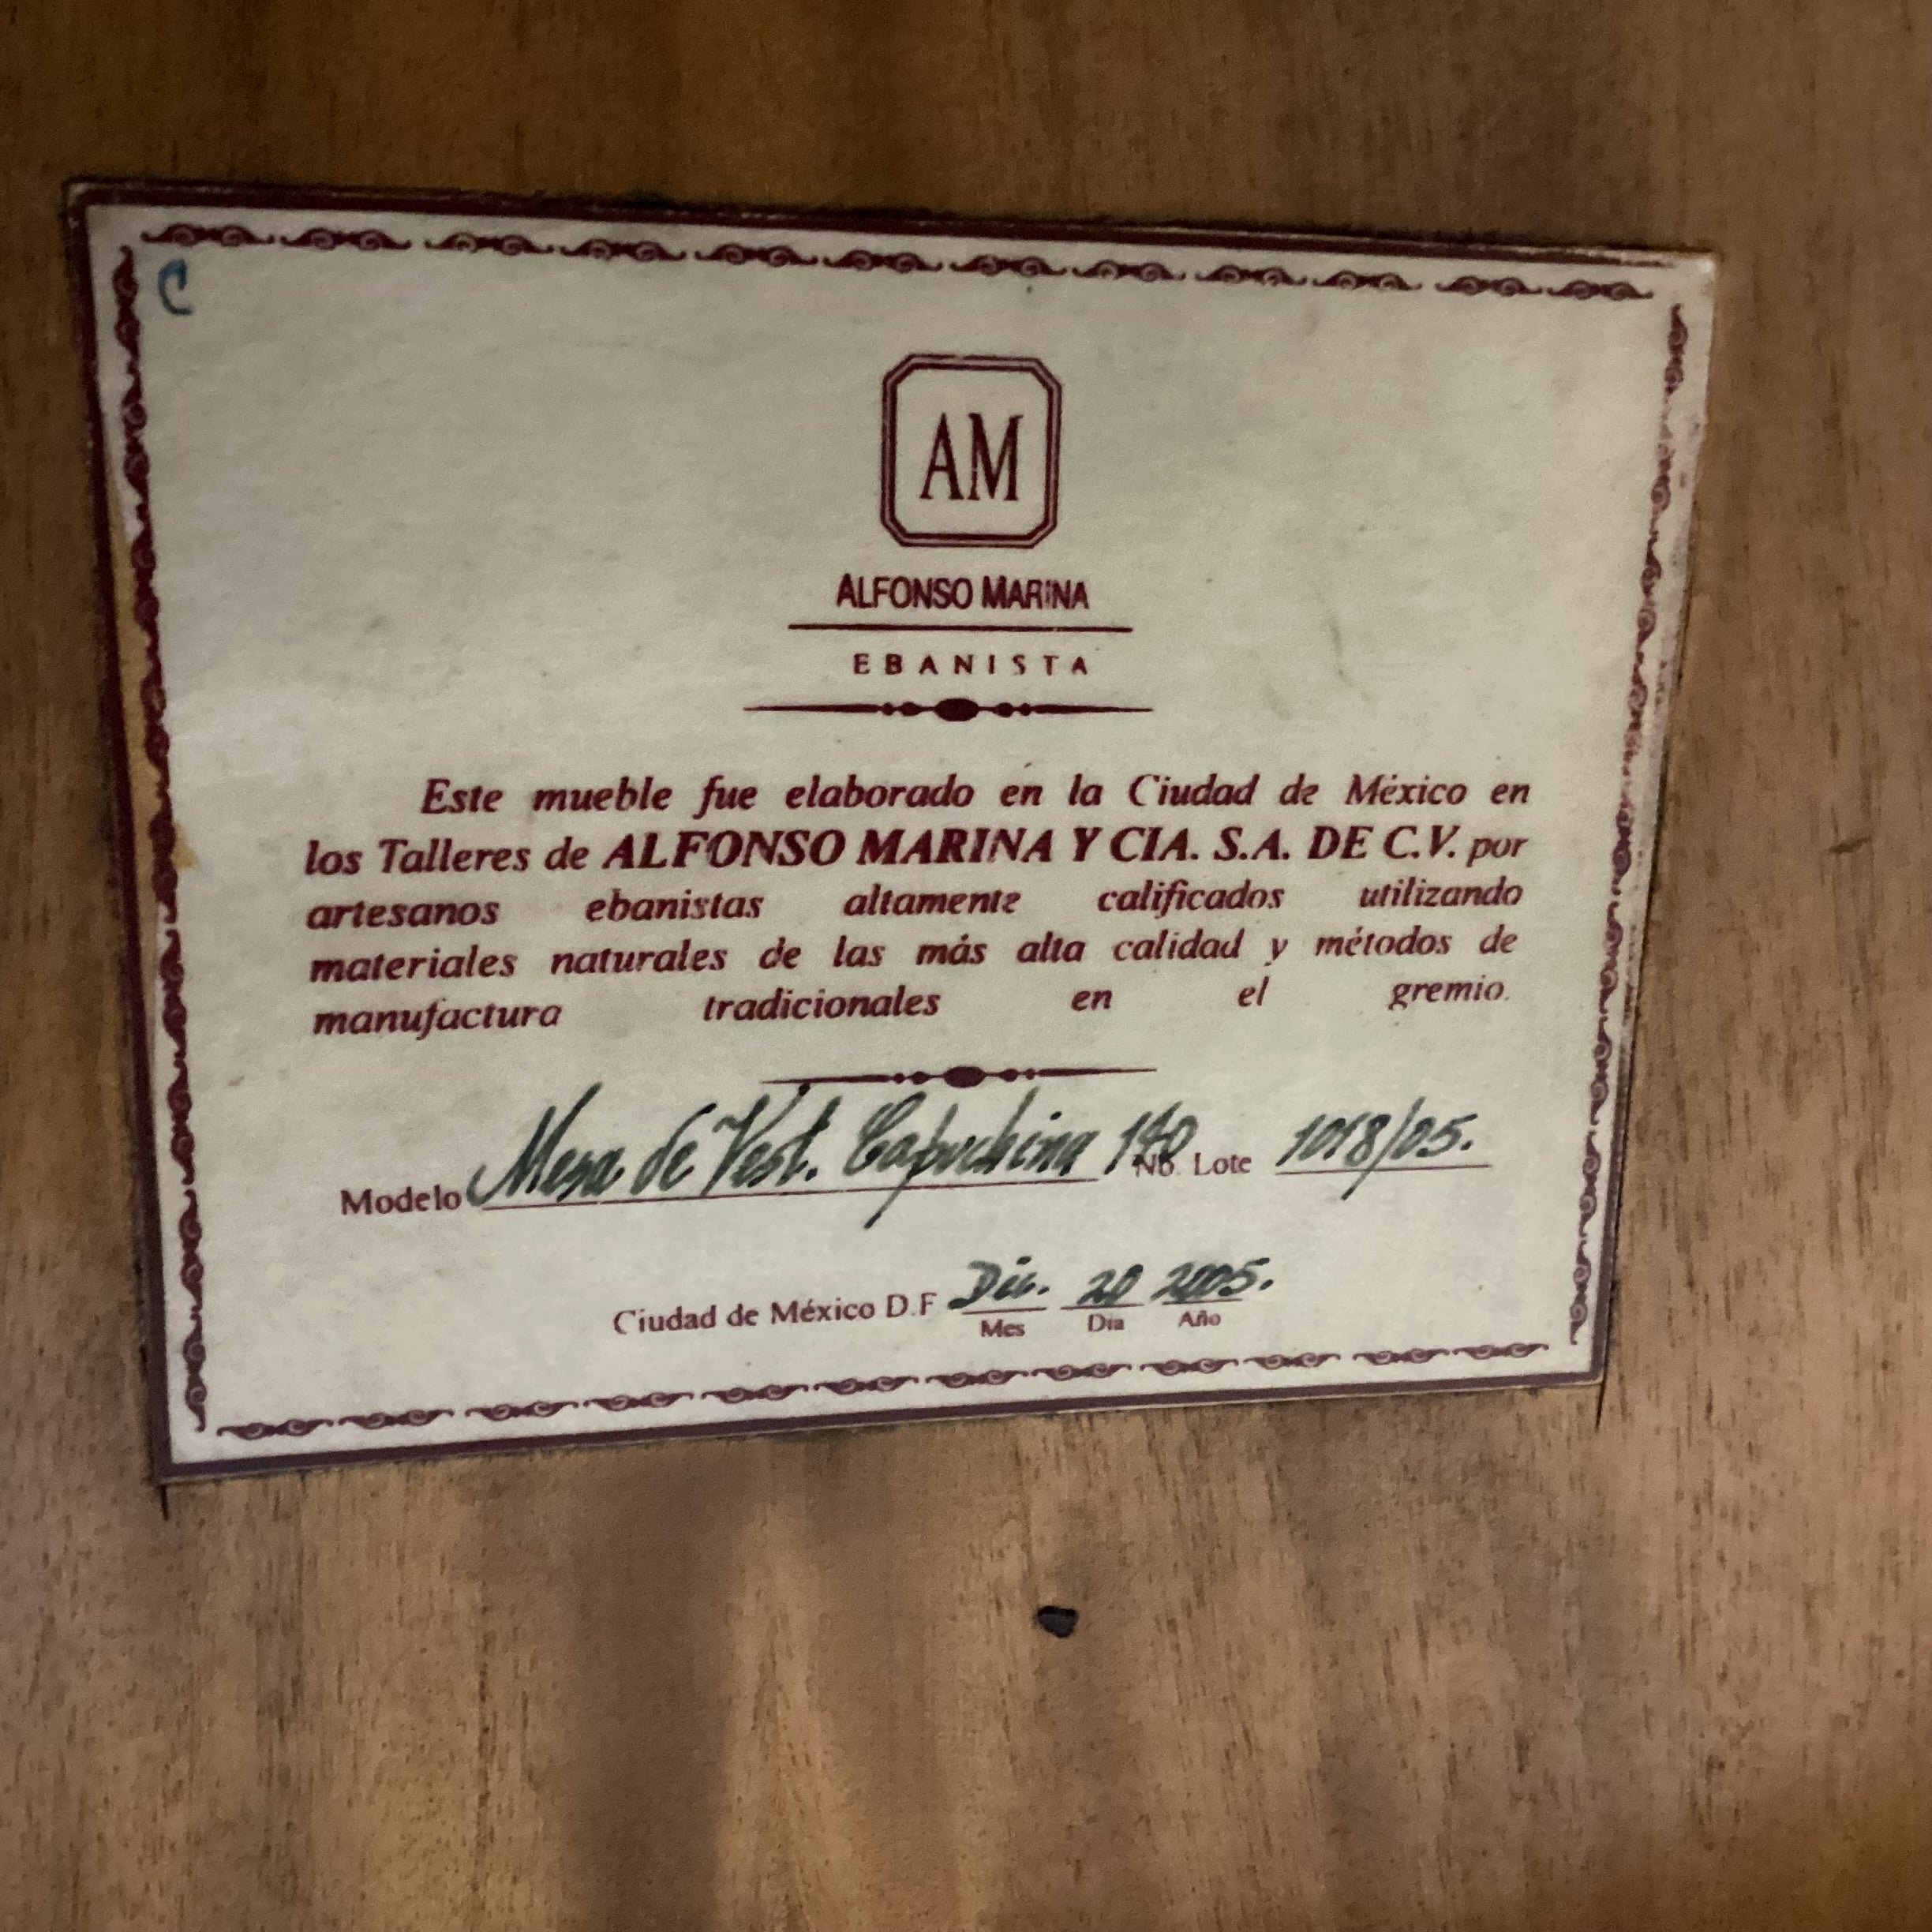 C
AM
ALFONSO MARINA
EBANISTA
Este mueble fue elaborado en la Ciudad de México en
los Talleres de ALFONSO MARINA Y CIA. S.A. DE C.V. por
artesanos ebanistas altamente calificados utilizando
materiales naturales de las más alta calidad y métodos de
manufactura tradicionales en el gremio.
Modelo Mesa de Vest. Capuchina 140 No. Lote 1018/05.
Ciudad de México D.F Dic. 20 2005.
Mes Día Año